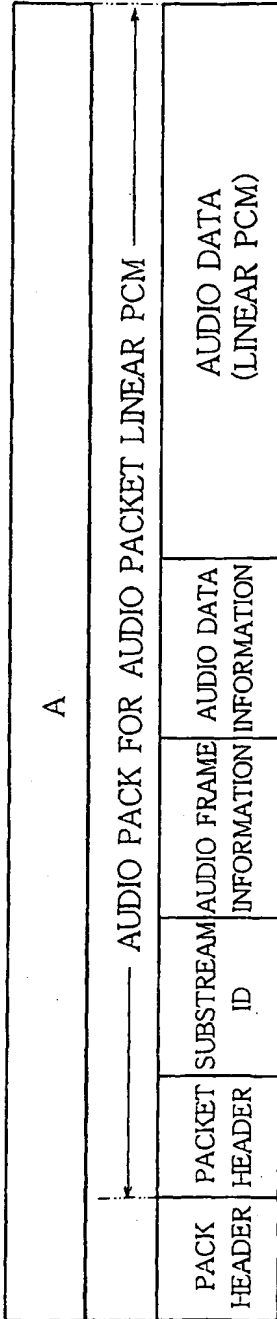 A
AUDIO PACK FOR AUDIO PACKET LINEAR PCM
PACK
HEADER
PACKET
HEADER
SUBSTREAM
ID
AUDIO FRAME
INFORMATION
AUDIO DATA
INFORMATION
AUDIO DATA
(LINEAR PCM)